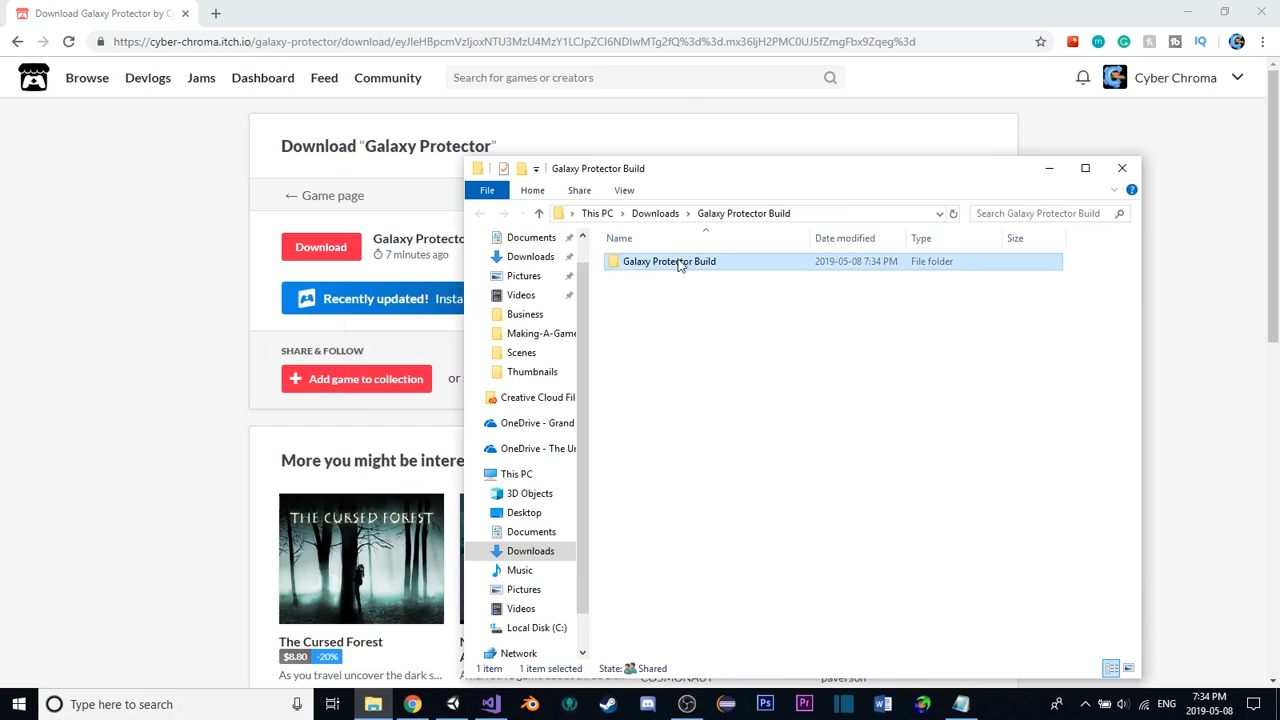 Download Galaxy Protector by C
https://cyber-chroma.itch.io/galaxy-protector/download/
Browse
Devlogs
Jams
Dashboard
Feed
Community
Search for games or creators
Cyber Chroma
Download “Galaxy Protector”
← Game page
Download
Galaxy Protecto
7 minutes ago
Recently updated! Insta
SHARE & FOLLOW
Add game to collection
or
More you might be intere
THE CURSED FOREST
The Cursed Forest
$8.80 -20%
As you travel uncover the dark s...
Galaxy Protector Build
File
Home
Share
View
This PC
Downloads
Galaxy Protector Build
Search Galaxy Protector Build
Name
Date modified
Type
Size
Galaxy Protector Build
2019-05-08 7:34 PM
File folder
Documents
Downloads
Pictures
Videos
Business
Making-A-Game
Scenes
Thumbnails
Creative Cloud Fil
OneDrive - Grand
OneDrive - The Un
This PC
3D Objects
Desktop
Documents
Downloads
Music
Pictures
Videos
Local Disk (C:)
Network
1 item
1 item selected
State:
Shared
Type here to search
ENG
7:34 PM
2019-05-08